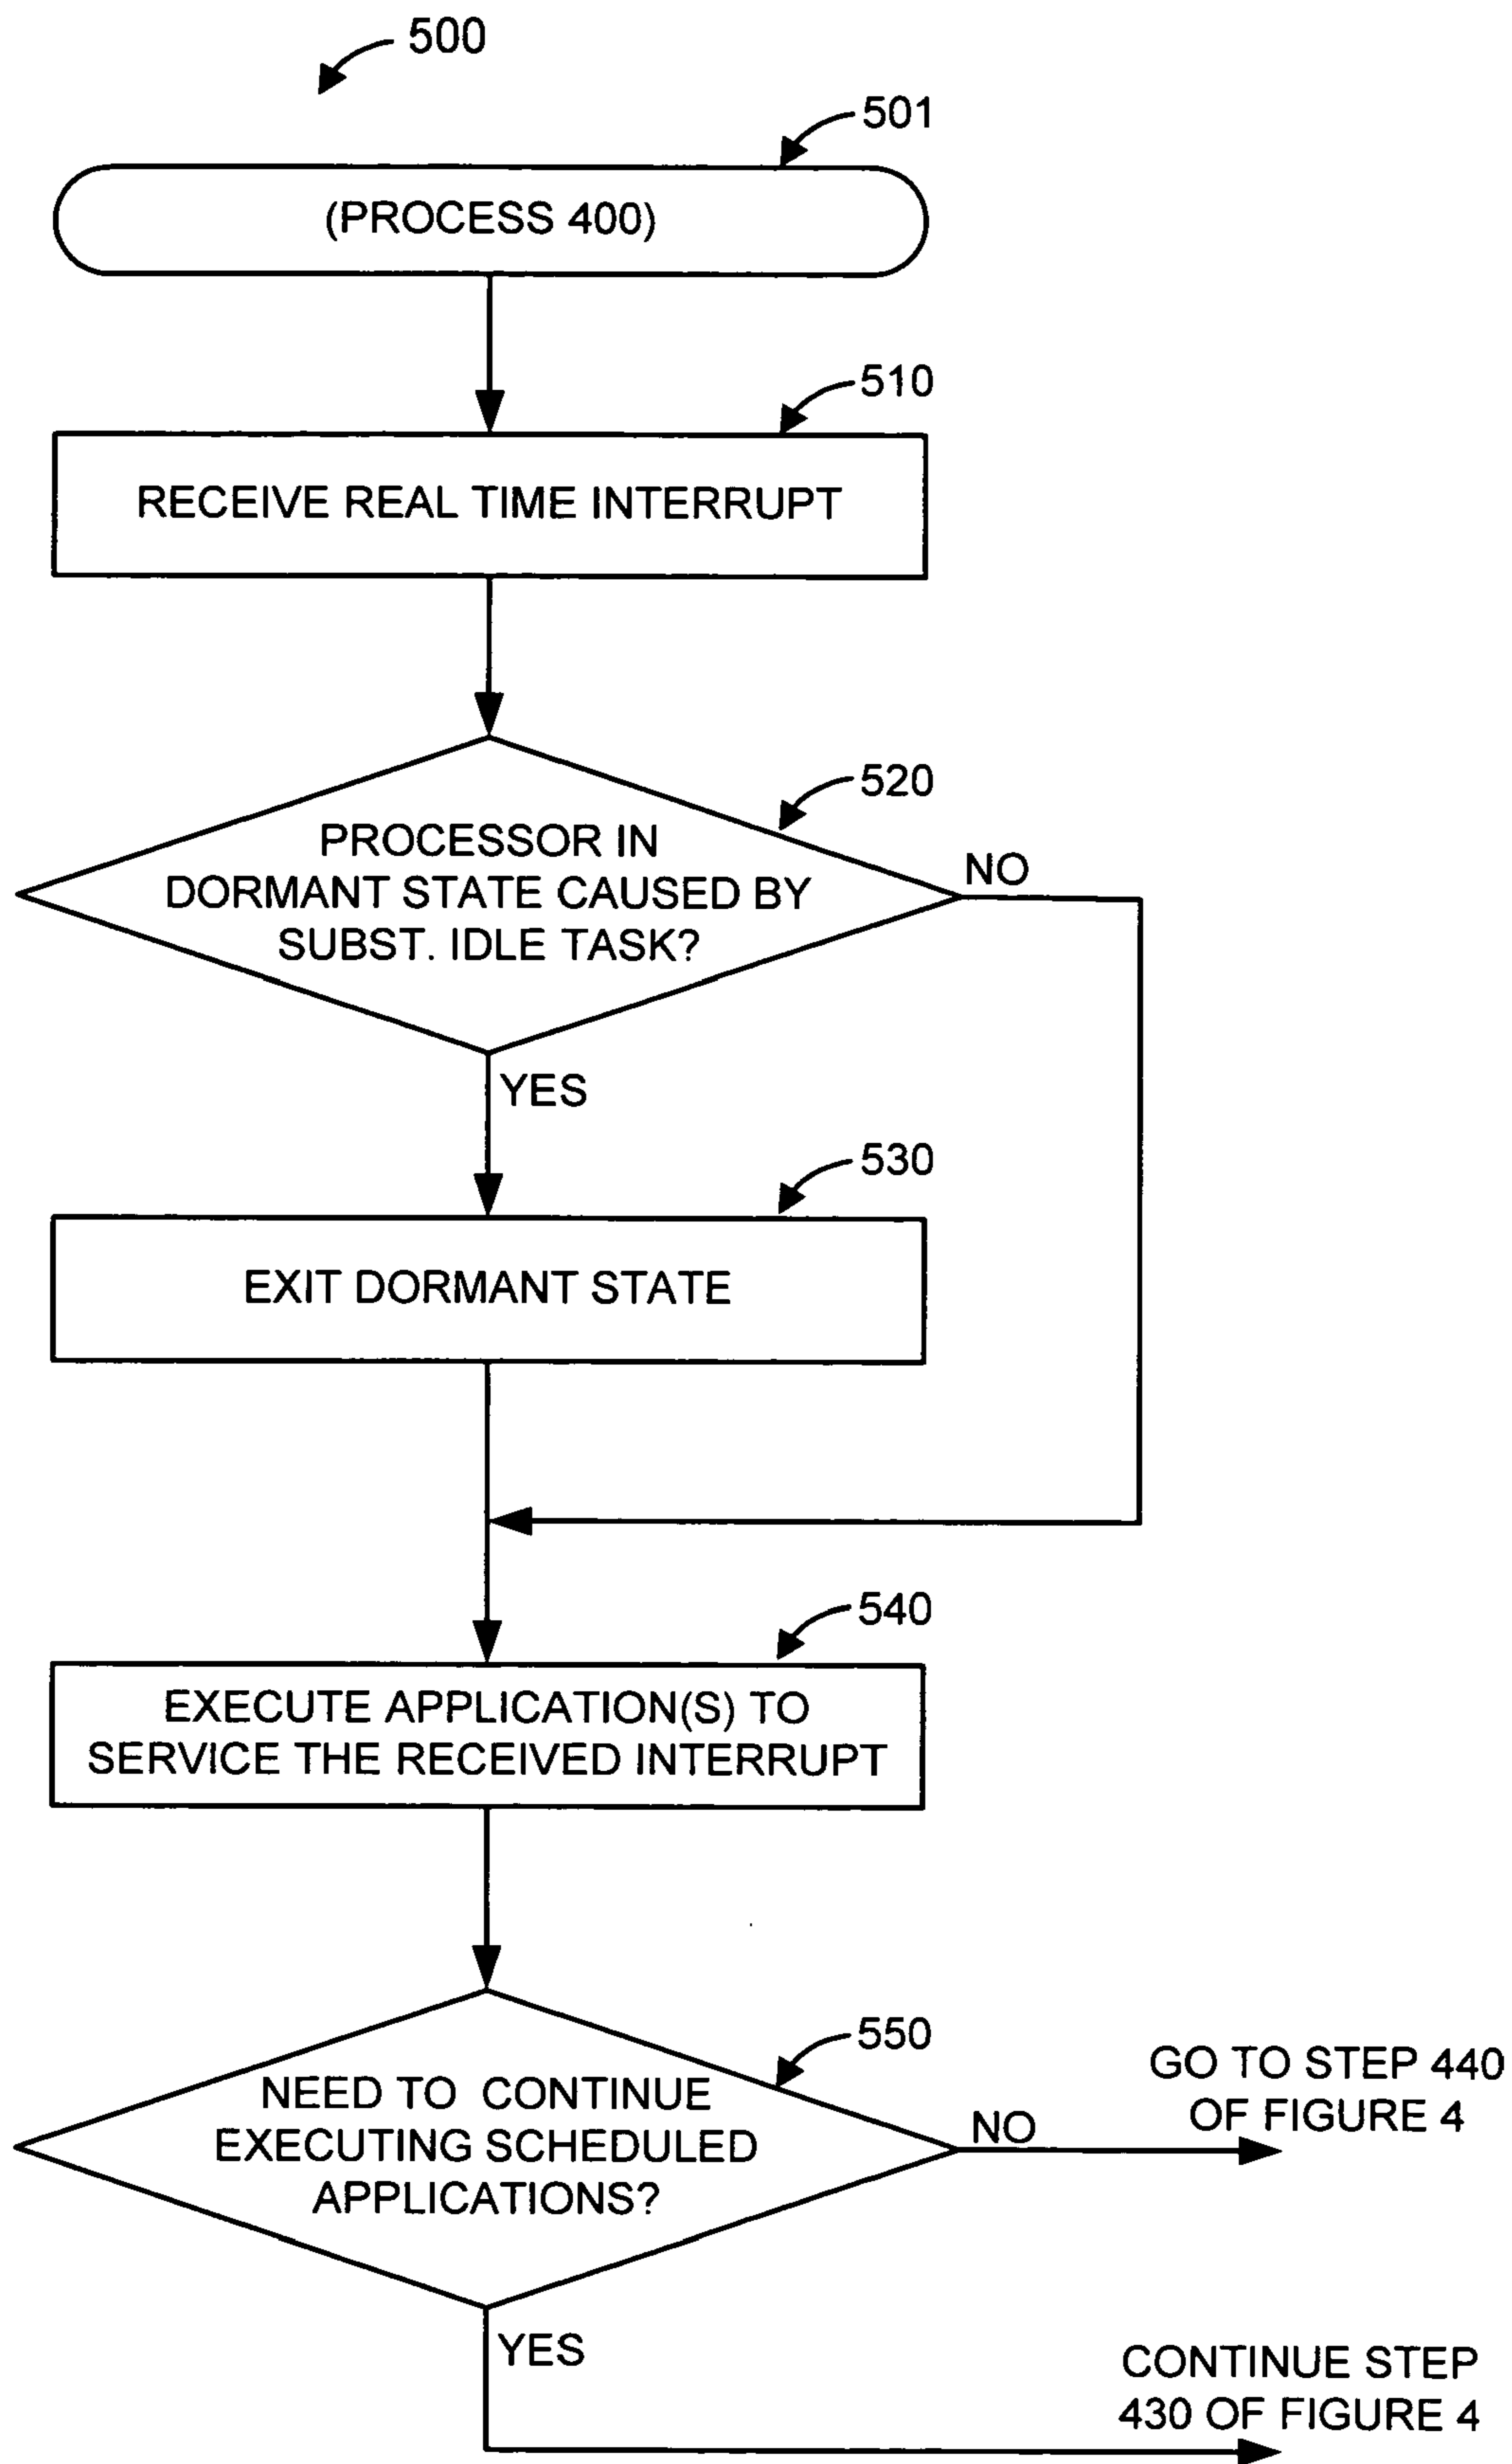 500
501
(PROCESS 400)
510
RECEIVE REAL TIME INTERRUPT
520
PROCESSOR IN
DORMANT STATE CAUSED BY
SUBST. IDLE TASK?
NO
YES
530
EXIT DORMANT STATE
540
EXECUTE APPLICATION(S) TO
SERVICE THE RECEIVED INTERRUPT
550
NEED TO CONTINUE
EXECUTING SCHEDULED
APPLICATIONS?
NO
GO TO STEP 440
OF FIGURE 4
YES
CONTINUE STEP
430 OF FIGURE 4